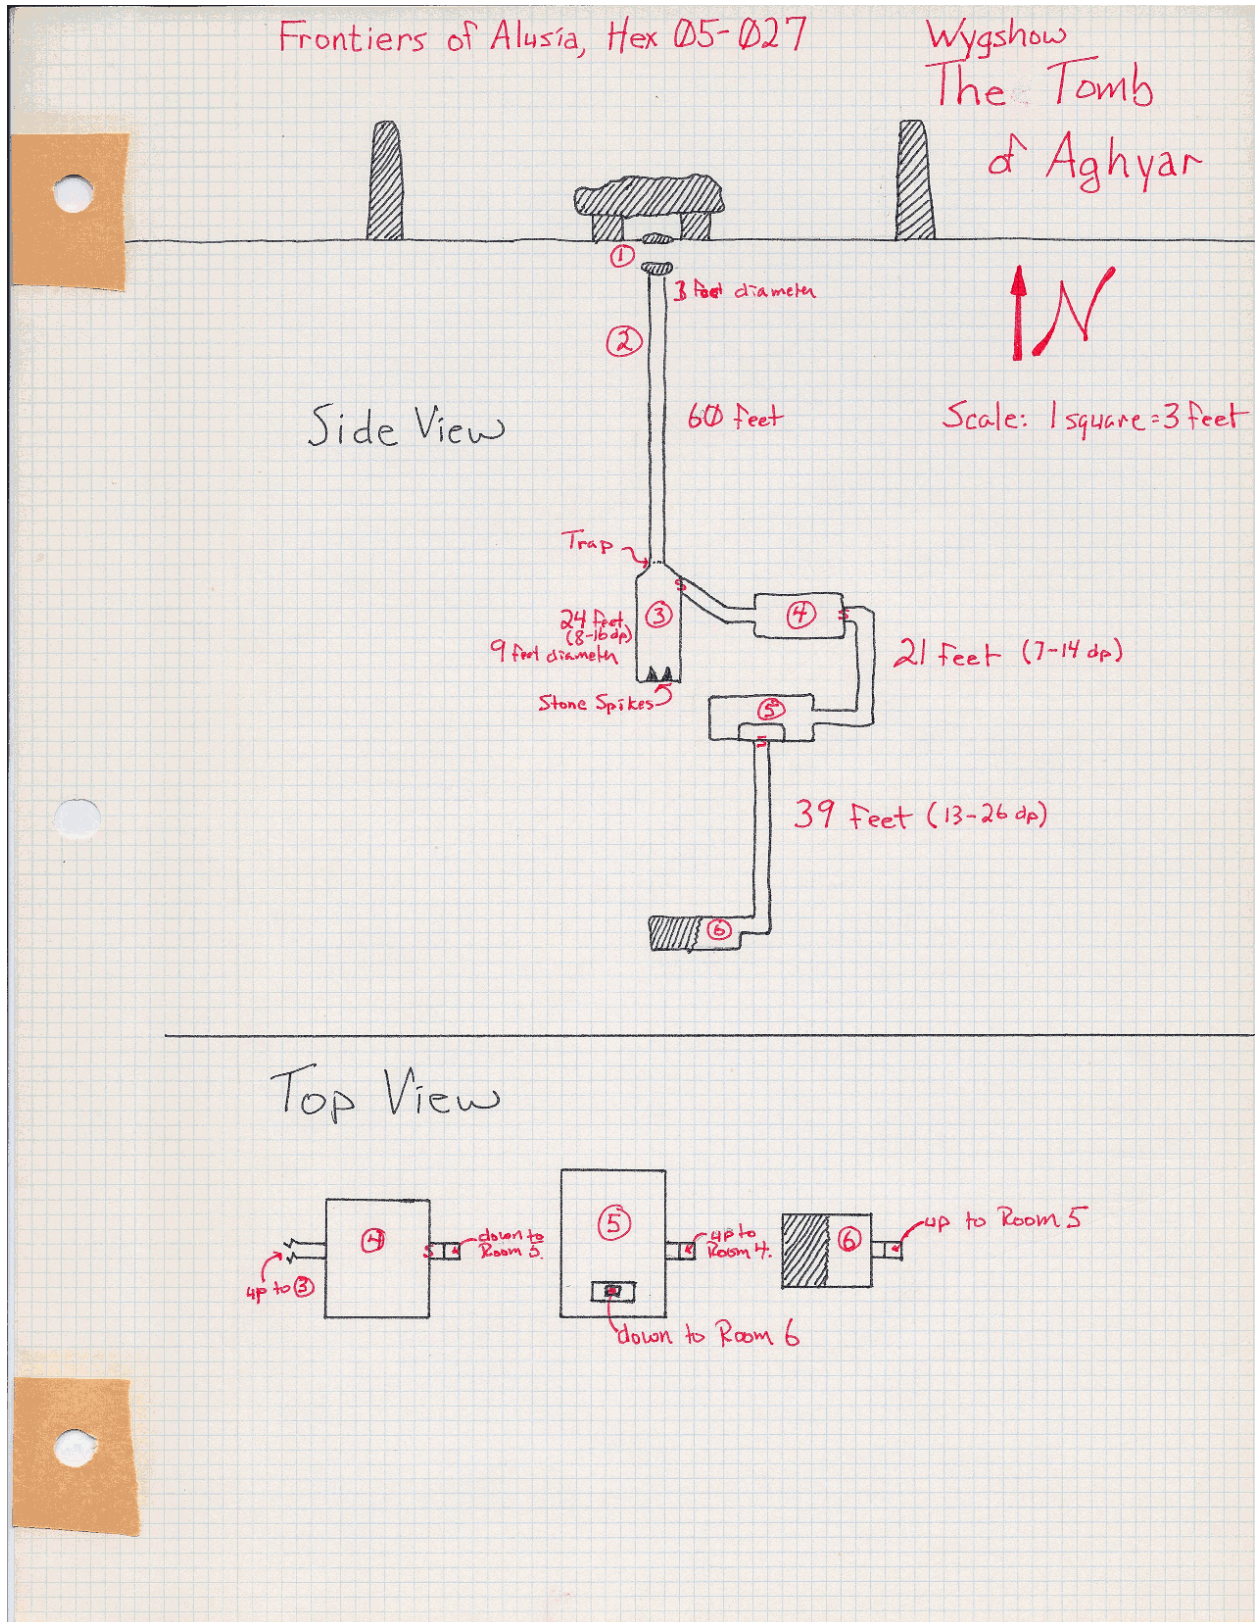 Frontiers of Alusia, Hex Ø5-Ø27
Wygshow
The Tomb
of Aghyar
1
3 feet diameter
2
N
Side View
6Ø feet
Scale: 1 square=3 feet
Trap
S
3
4
S
24 feet
(8-16 dp)
9 feet diameter
21 feet (7-14 dp)
Stone Spikes
5
S
39 feet (13-26 dp)
6
Top View
4
S
down to
Room 5.
up to 3
5
up to
Room 4.
down to Room 6
6
up to Room 5